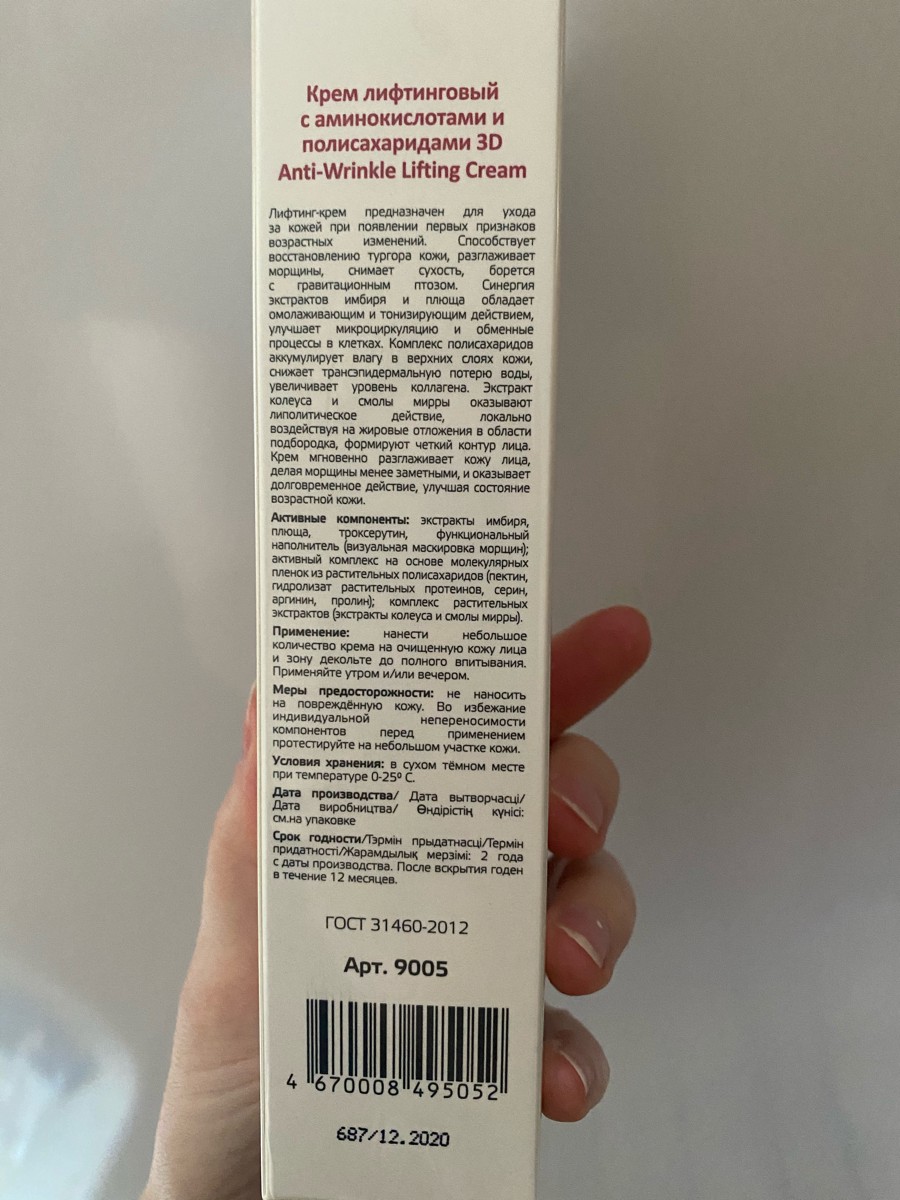 Крем лифтинговый
с аминокислотами и
полисахаридами 3D
Anti-Wrinkle Lifting Cream
Лифтинг-крем предназначен для ухода
за кожей при появлении первых признаков
возрастных изменений. Способствует
восстановлению тургора кожи, разглаживает
морщины, снимает сухость, борется
с гравитационным птозом. Синергия
экстрактов имбиря и плюща обладает
омолаживающим и тонизирующим действием,
улучшает микроциркуляцию и обменные
процессы в клетках. Комплекс полисахаридов
аккумулирует влагу в верхних слоях кожи,
снижает трансэпидермальную потерю воды,
увеличивает уровень коллагена. Экстракт
колеуса и смолы мирры оказывают
липолитическое действие, локально
воздействуя на жировые отложения в области
подбородка, формируют четкий контур лица.
Крем мгновенно разглаживает кожу лица,
делая морщины менее заметными, и оказывает
долговременное действие, улучшая состояние
возрастной кожи.
Активные компоненты: экстракты имбиря,
плюща, троксерутин, функциональный
наполнитель (визуальная маскировка морщин);
активный комплекс на основе молекулярных
пленок из растительных полисахаридов (пектин,
гидролизат растительных протеинов, серин,
аргинин, пролин); комплекс растительных
экстрактов (экстракты колеуса и смолы мирры).
Применение: нанести небольшое
количество крема на очищенную кожу лица
и зону декольте до полного впитывания.
Применяйте утром и/или вечером.
Меры предосторожности: не наносить
на повреждённую кожу. Во избежание
индивидуальной непереносимости
компонентов перед применением
протестируйте на небольшом участке кожи.
Условия хранения: в сухом тёмном месте
при температуре 0-25º С.
Дата производства/ Дата вытворчасці/
Дата виробництва/ Өндірістің күнісі:
см.на упаковке
Срок годности/Тэрмін прыдатнасці/Термін
придатності/Жарамдылық мерзімі: 2 года
с даты производства. После вскрытия годен
в течение 12 месяцев.
ГОСТ 31460-2012
Арт. 9005
4 670008 495052
687/12.2020